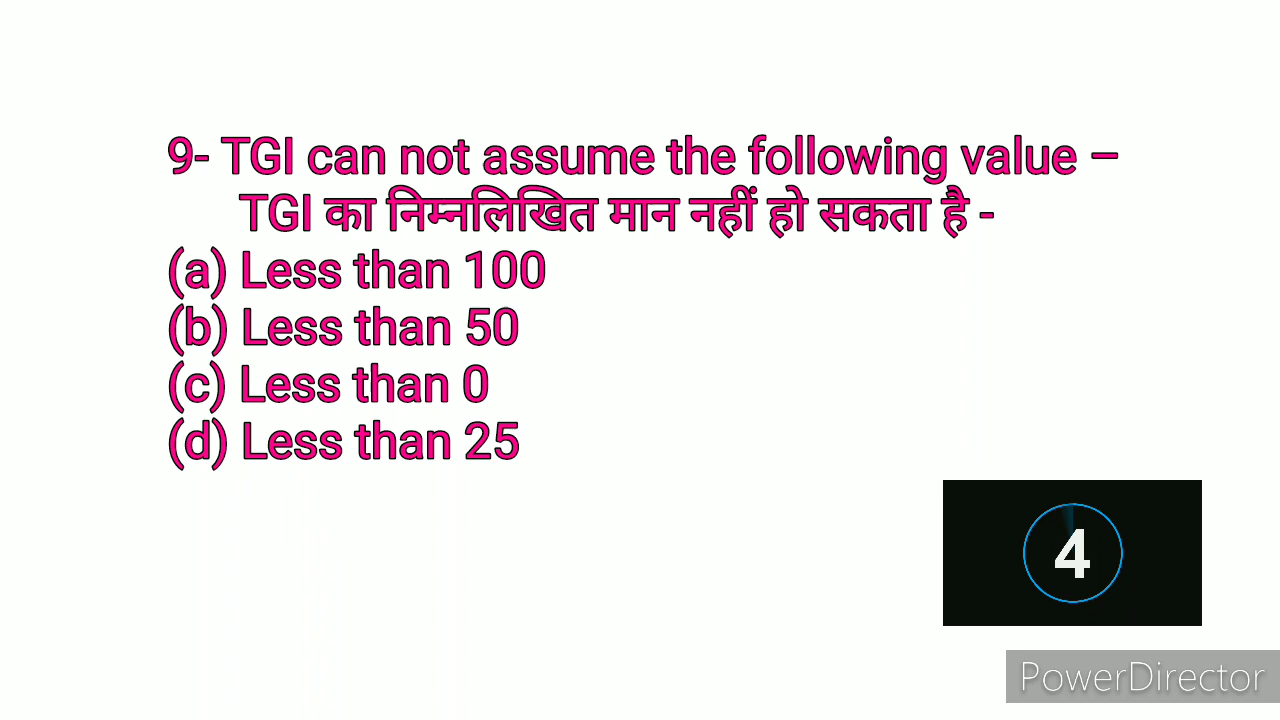 9- TGI can not assume the following value –
TGI का निम्नलिखित मान नहीं हो सकता है -
(a) Less than 100
(b) Less than 50
(c) Less than 0
(d) Less than 25
4
PowerDirector